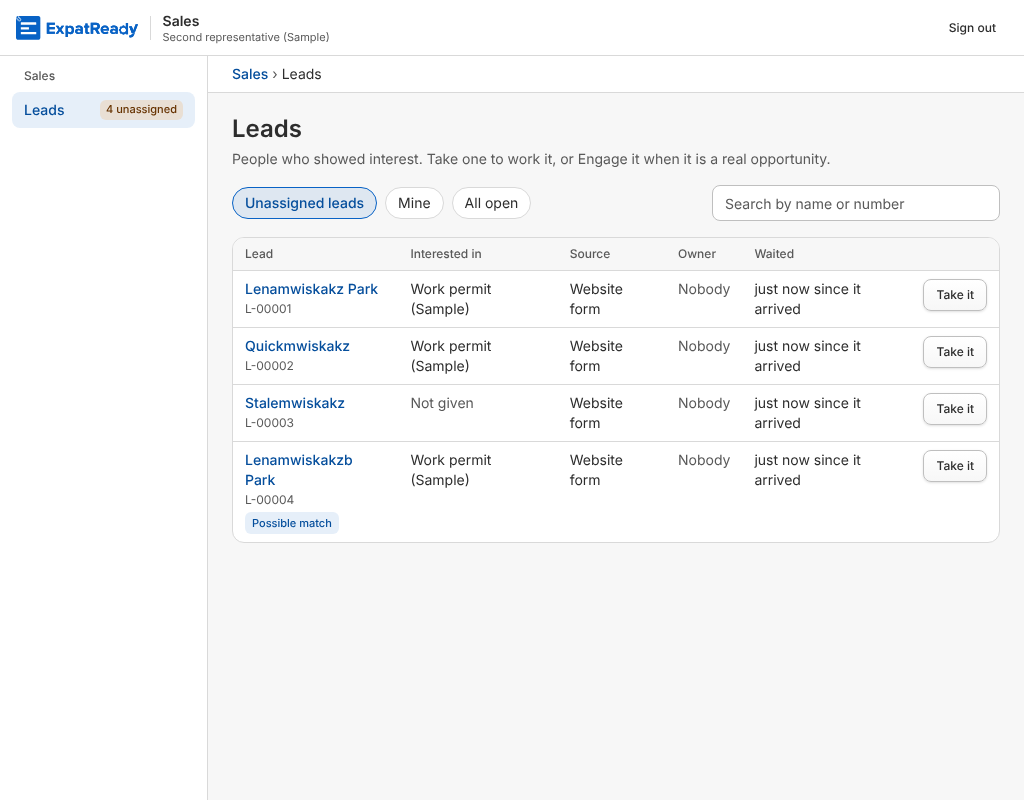 ExpatReady
Sales
Second representative (Sample)
Sign out
Sales
Leads
4 unassigned
Sales › Leads
Leads
People who showed interest. Take one to work it, or Engage it when it is a real opportunity.
Unassigned leads
Mine
All open
Search by name or number
Lead Interested in Source Owner Waited
Lenamwiskakz Park
L-00001
Work permit
(Sample)
Website
form
Nobody
just now since it
arrived
Take it
Quickmwiskakz
L-00002
Work permit
(Sample)
Website
form
Nobody
just now since it
arrived
Take it
Stalemwiskakz
L-00003
Not given
Website
form
Nobody
just now since it
arrived
Take it
Lenamwiskakzb
Park
L-00004
Possible match
Work permit
(Sample)
Website
form
Nobody
just now since it
arrived
Take it